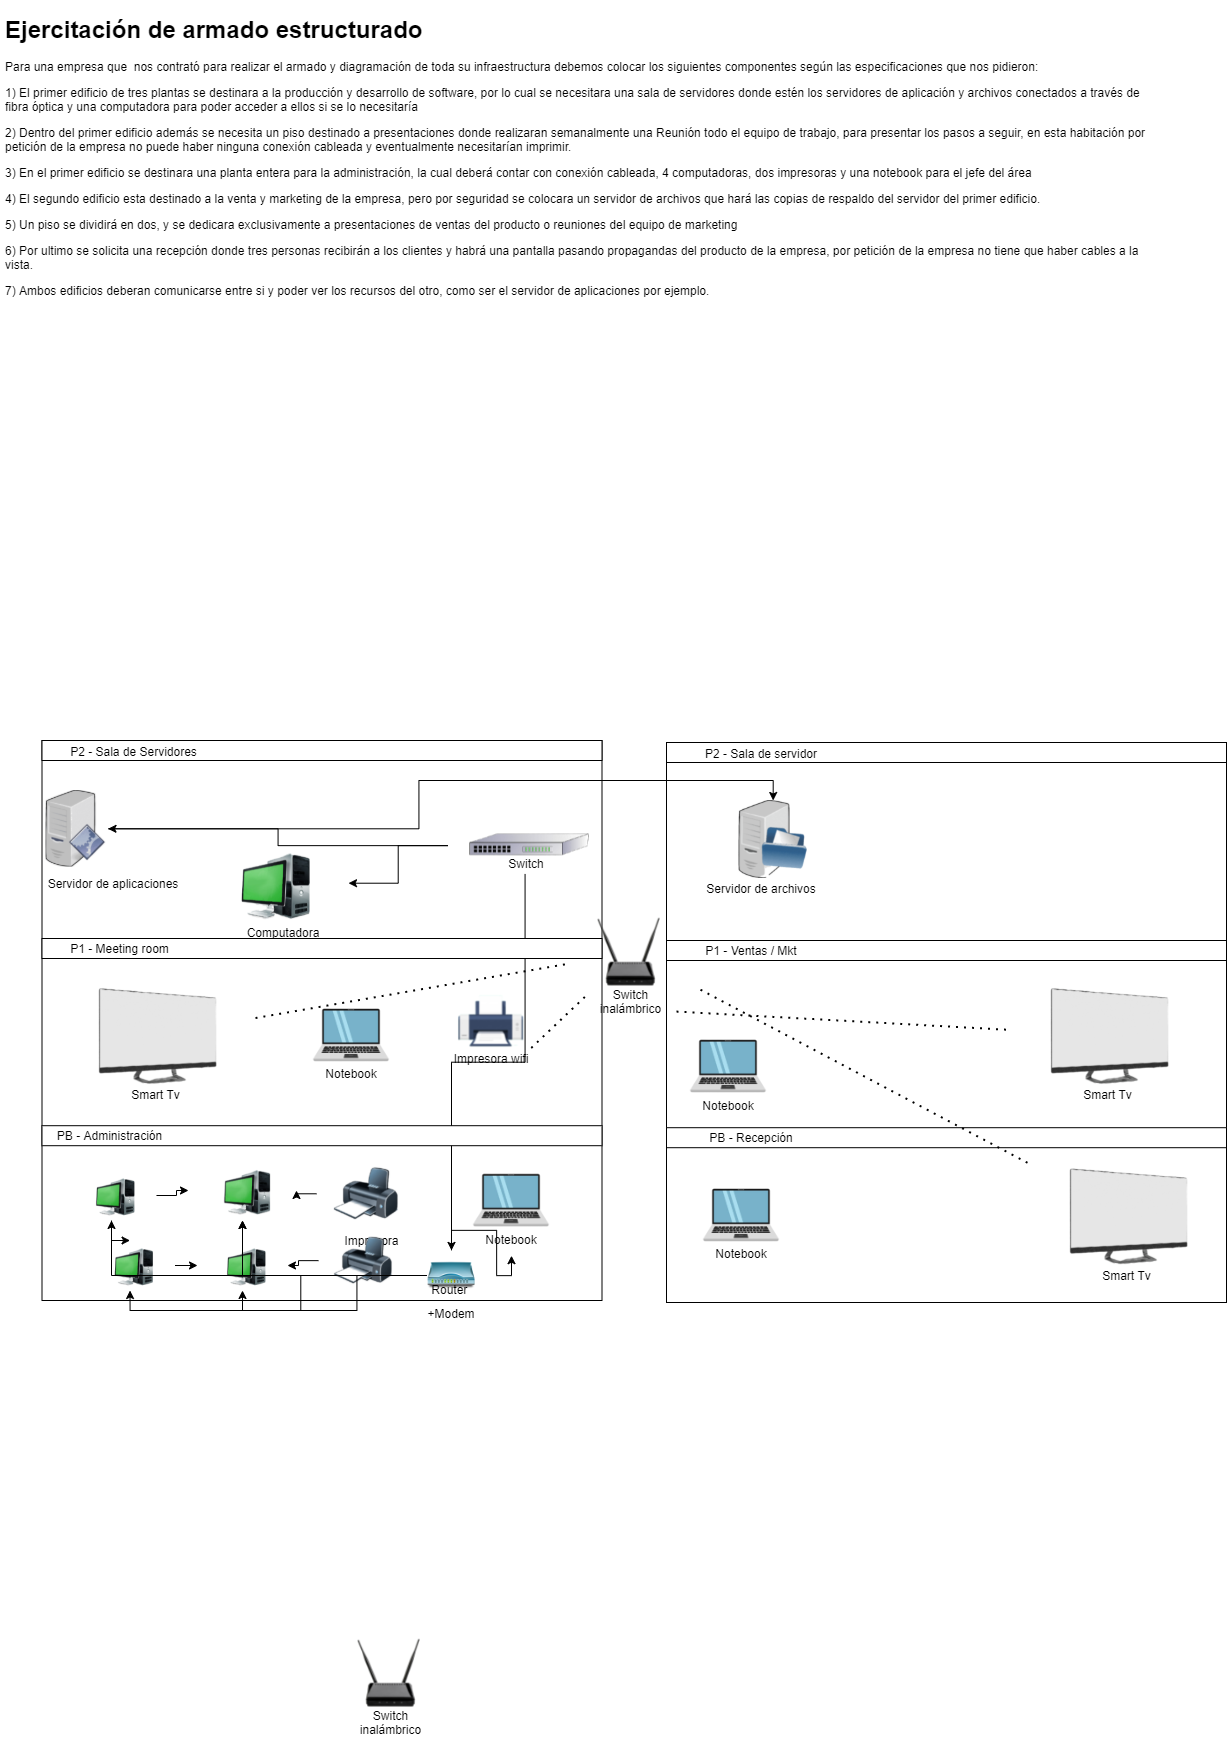 Ejercitación de armado estructurado
Para una empresa que  nos contrató para realizar el armado y diagramación de toda su infraestructura debemos colocar los siguientes componentes según las especificaciones que nos pidieron:
1) El primer edificio de tres plantas se destinara a la producción y desarrollo de software, por lo cual se necesitara una sala de servidores donde estén los servidores de aplicación y archivos conectados a través de
fibra óptica y una computadora para poder acceder a ellos si se lo necesitaría
2) Dentro del primer edificio además se necesita un piso destinado a presentaciones donde realizaran semanalmente una Reunión todo el equipo de trabajo, para presentar los pasos a seguir, en esta habitación por
petición de la empresa no puede haber ninguna conexión cableada y eventualmente necesitarían imprimir.
3) En el primer edificio se destinara una planta entera para la administración, la cual deberá contar con conexión cableada, 4 computadoras, dos impresoras y una notebook para el jefe del área
4) El segundo edificio esta destinado a la venta y marketing de la empresa, pero por seguridad se colocara un servidor de archivos que hará las copias de respaldo del servidor del primer edificio.
5) Un piso se dividirá en dos, y se dedicara exclusivamente a presentaciones de ventas del producto o reuniones del equipo de marketing
6) Por ultimo se solicita una recepción donde tres personas recibirán a los clientes y habrá una pantalla pasando propagandas del producto de la empresa, por petición de la empresa no tiene que haber cables a la
vista.
7) Ambos edificios deberan comunicarse entre si y poder ver los recursos del otro, como ser el servidor de aplicaciones por ejemplo.
P2 - Sala de Servidores
P2 - Sala de servidor
Switch
Servidor de aplicaciones
Servidor de archivos
Computadora
P1 - Meeting room
P1 - Ventas / Mkt
Switch
inalámbrico
Impresora wifi
Notebook
Smart Tv
Smart Tv
Notebook
PB - Administración
PB - Recepción
Impresora
Notebook
Notebook
Smart Tv
Router
+Modem
Switch
inalámbrico